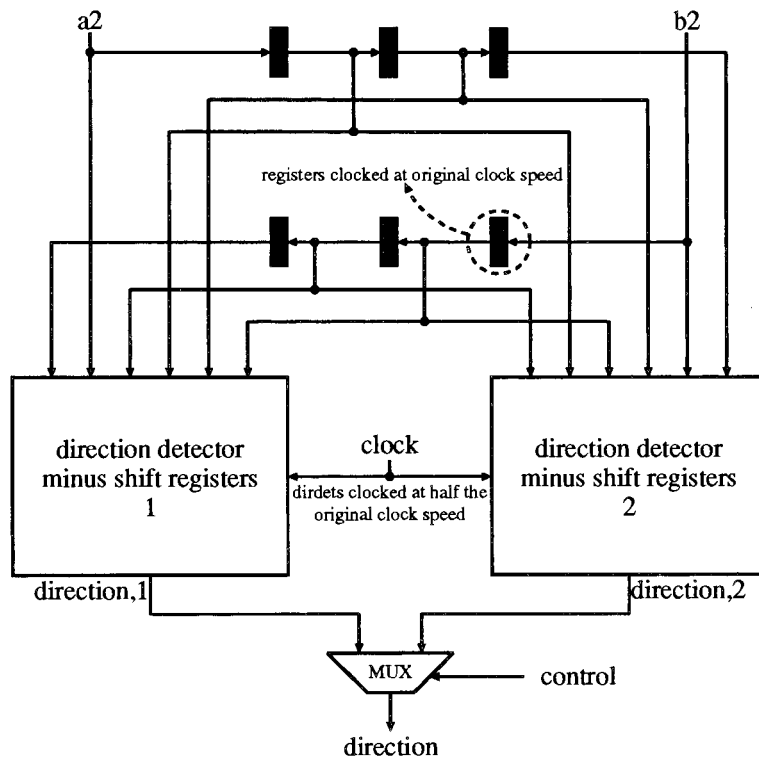 a2
b2
registers clocked at original clock speed
direction detector
minus shift registers
1
clock
dirdets clocked at half the
original clock speed
direction detector
minus shift registers
2
direction,1
direction,2
MUX
control
direction